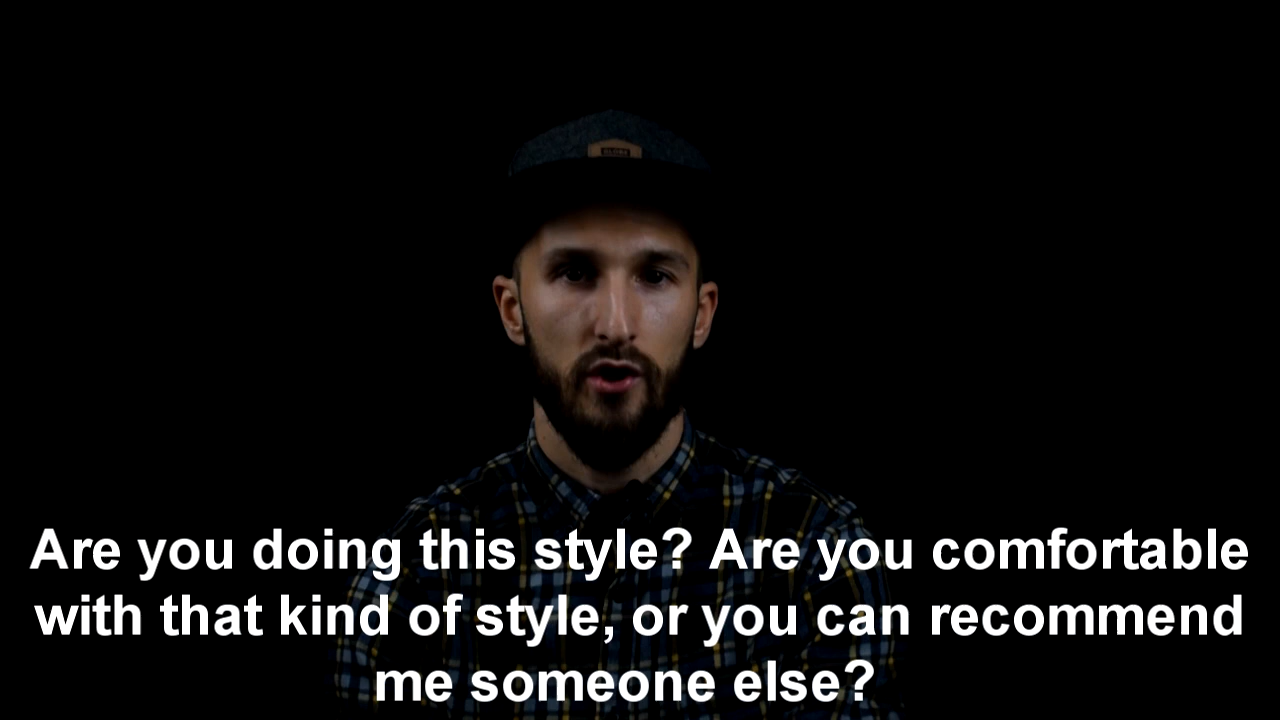 Are you doing this style? Are you comfortable
with that kind of style, or you can recommend
me someone else?